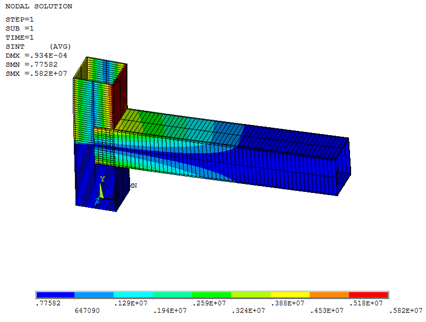 NODAL SOLUTION
STEP=1
SUB =1
TIME=1
SINT (AVG)
DMX =.934E-04
SMN =.77582
SMX =.582E+07
Y
Z
MN
.77582 .129E+07 .259E+07 .388E+07 .518E+07
647090 .194E+07 .324E+07 .453E+07 .582E+07